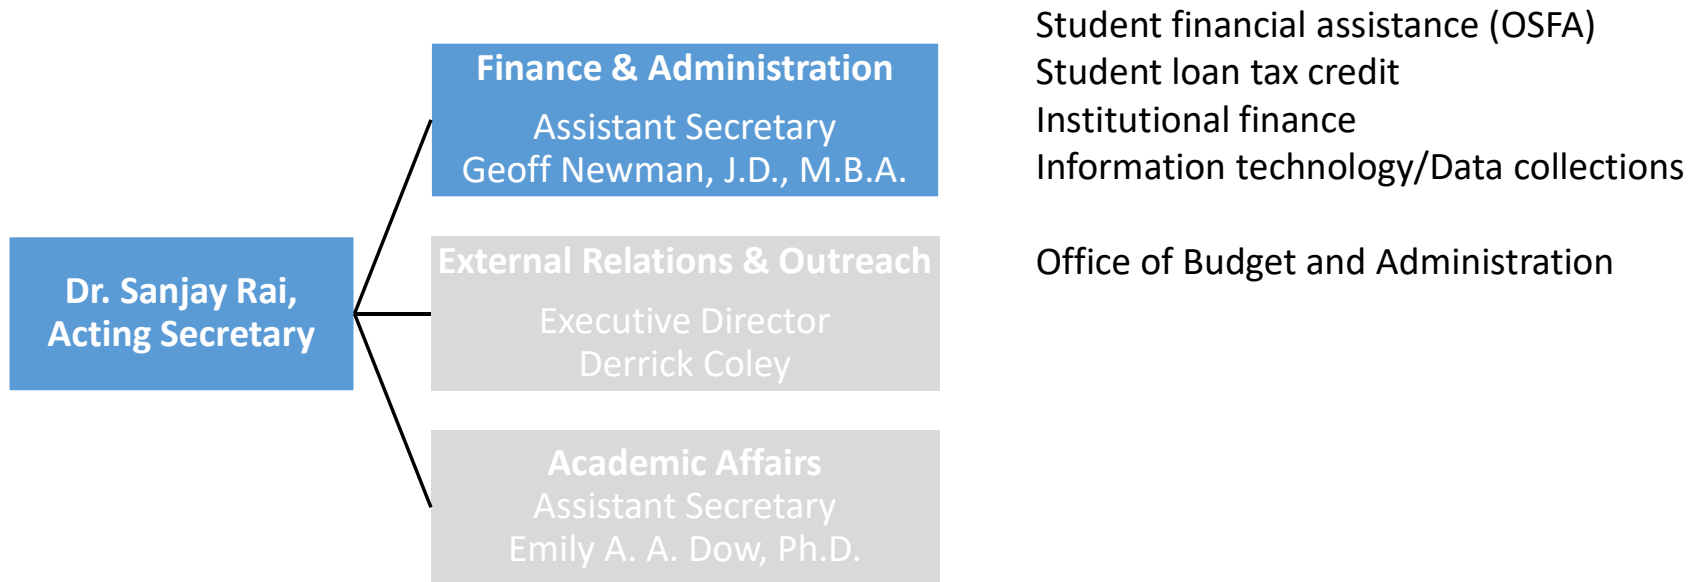 Dr. Sanjay Rai,
Acting Secretary
Finance & Administration
Assistant Secretary
Geoff Newman, J.D., M.B.A.
External Relations & Outreach
Executive Director
Derrick Coley
Academic Affairs
Assistant Secretary
Emily A. A. Dow, Ph.D.
Student financial assistance (OSFA)
Student loan tax credit
Institutional finance
Information technology/Data collections
Office of Budget and Administration